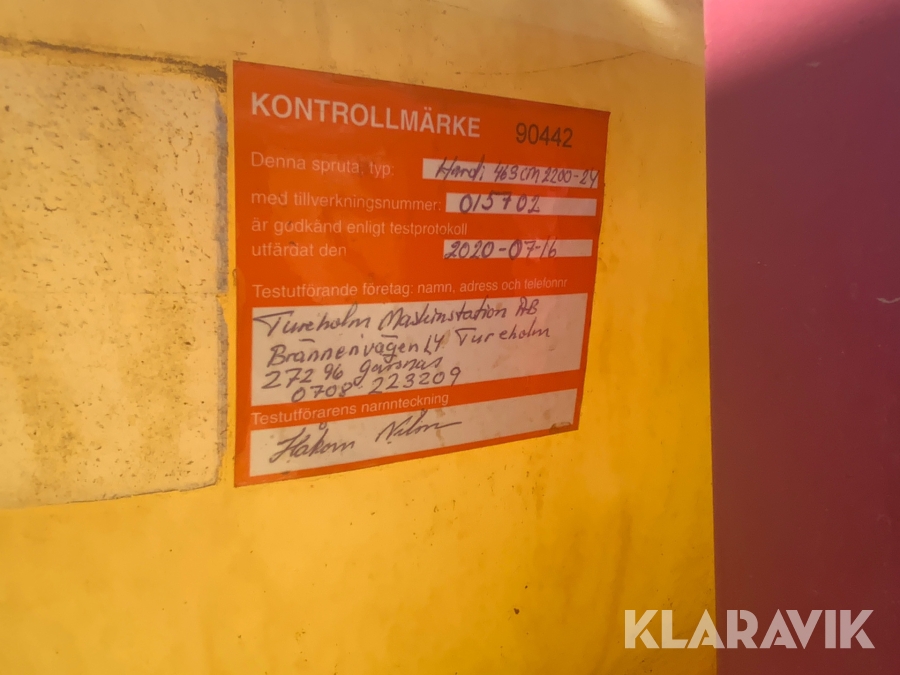 KONTROLLMÄRKE 90442
Denna spruta, typ: Hardi 2200-24
med tillverkningsnummer: 015702
är godkänd enligt testprotokoll
utfärdat den 2020-07-16
Testutförande företag: namn, adress och telefonnr
Tureholm Maskinstation AB
Brännenvägen 14 Tureholm
272 96 Gärsnäs
0708-223209
Testutförarens namnteckning
Håkan
KLARAVIK